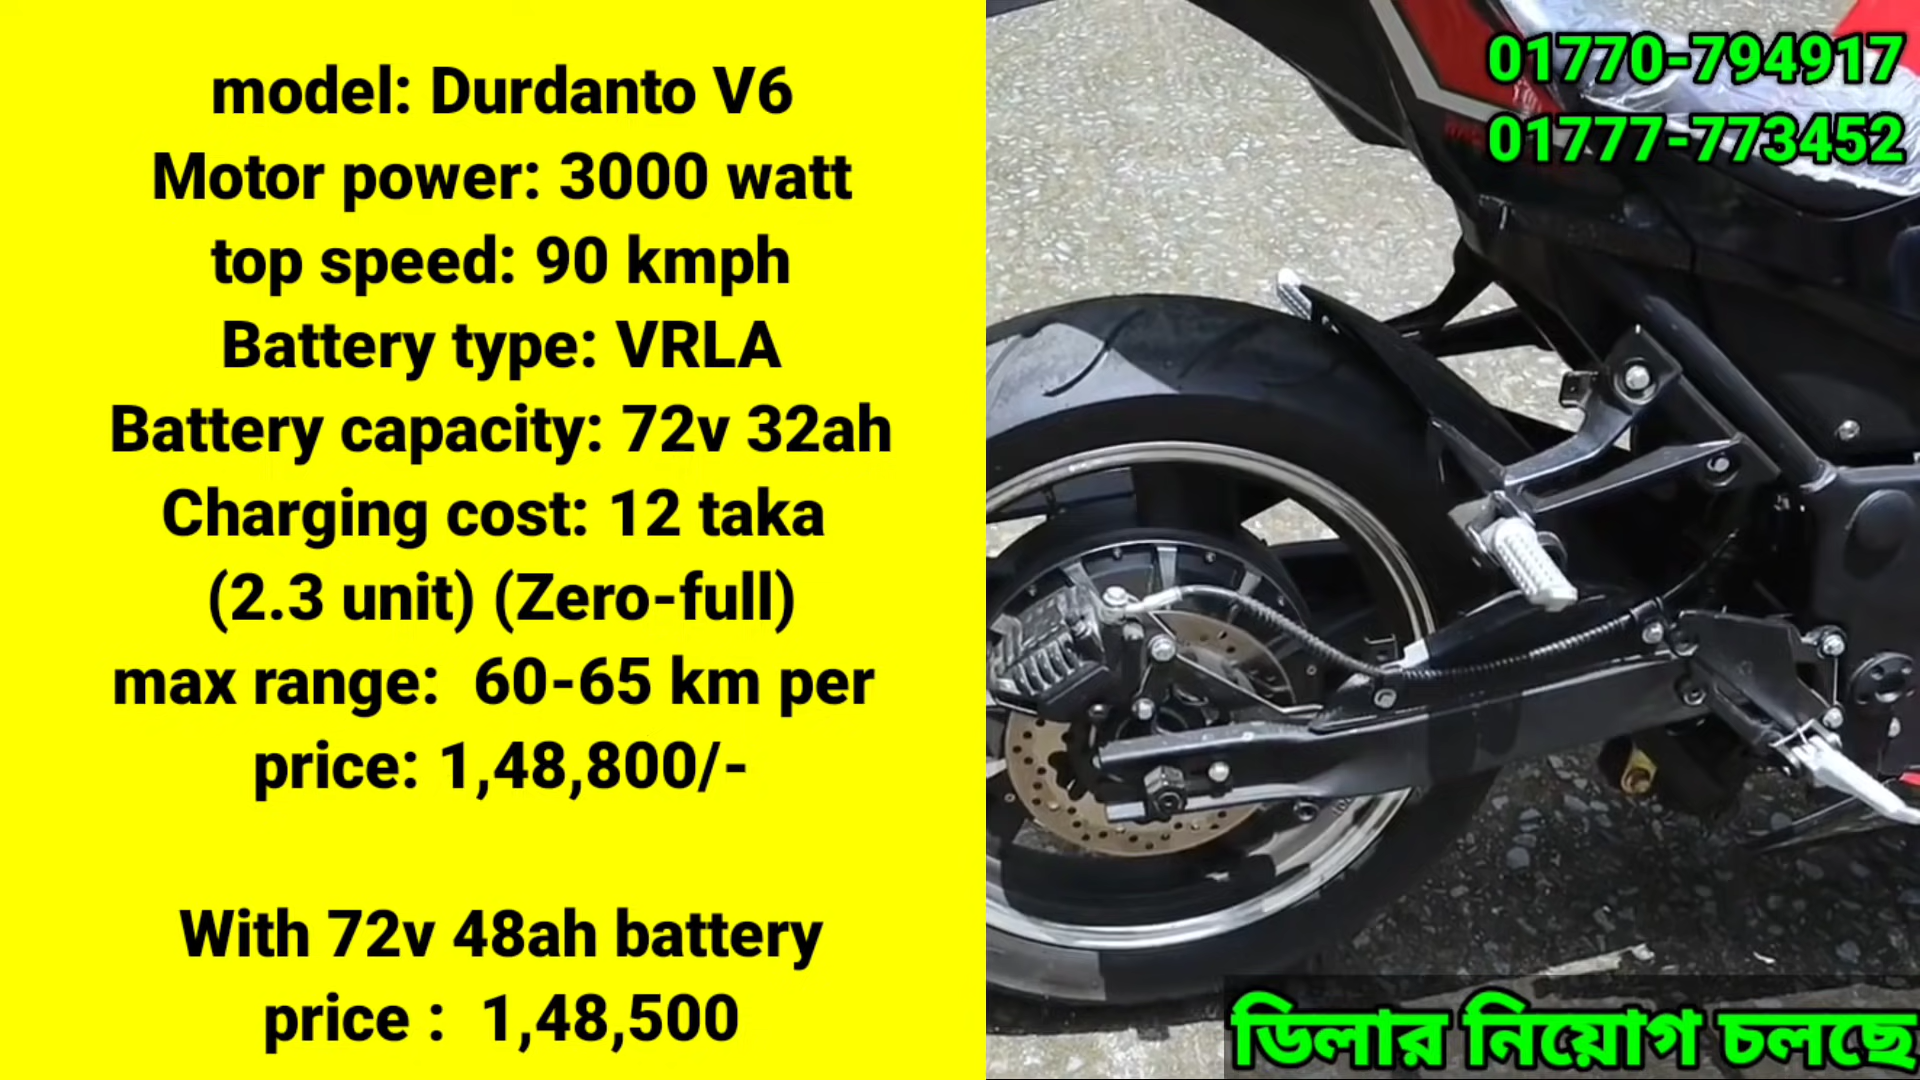 model: Durdanto V6
Motor power: 3000 watt
top speed: 90 kmph
Battery type: VRLA
Battery capacity: 72v 32ah
Charging cost: 12 taka
(2.3 unit) (Zero-full)
max range: 60-65 km per
price: 1,48,800/-
With 72v 48ah battery
price : 1,48,500
01770-794917
01777-773452
ডিলার নিয়োগ চলছে